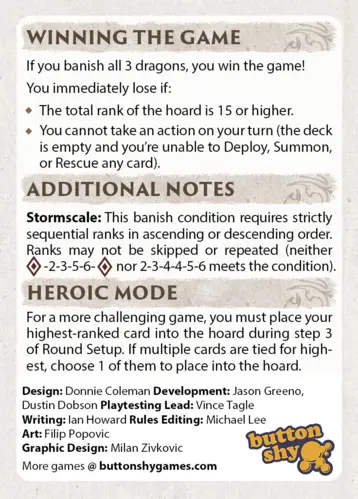 WINNING THE GAME
If you banish all 3 dragons, you win the game!
You immediately lose if:
◆ The total rank of the hoard is 15 or higher.
◆ You cannot take an action on your turn (the deck
is empty and you're unable to Deploy, Summon,
or Rescue any card).
ADDITIONAL NOTES
Stormscale: This banish condition requires strictly
sequential ranks in ascending or descending order.
Ranks may not be skipped or repeated (neither
-2-3-5-6- nor 2-3-4-4-5-6 meets the condition).
HEROIC MODE
For a more challenging game, you must place your
highest-ranked card into the hoard during step 3
of Round Setup. If multiple cards are tied for high-
est, choose 1 of them to place into the hoard.
Design: Donnie Coleman Development: Jason Greeno,
Dustin Dobson Playtesting Lead: Vince Tagle
Writing: Ian Howard Rules Editing: Michael Lee
Art: Filip Popovic
Graphic Design: Milan Zivkovic
More games @ buttonshygames.com
button
shy